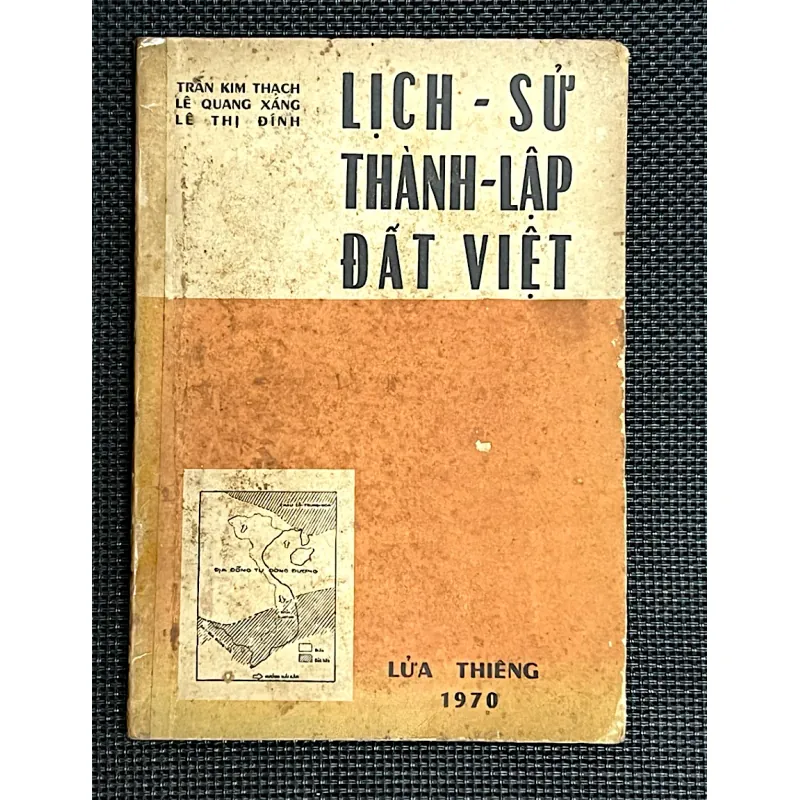 TRẦN KIM THẠCH
LÊ QUANG XÁNG
LÊ THỊ ĐÍNH
LỊCH - SỬ
THÀNH - LẬP
ĐẤT VIỆT
ĐỊA ĐỒNG TƯ ĐÔNG DƯƠNG
LỬA THIÊNG
1970